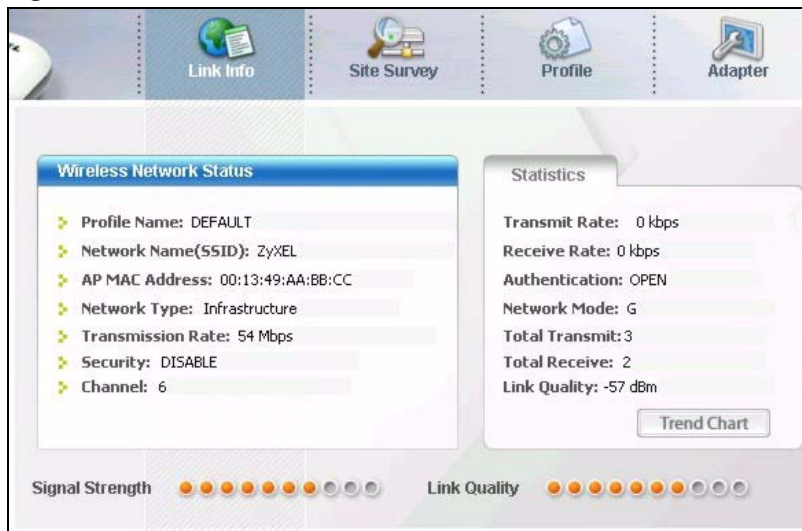 Link Info
Site Survey
Profile
Adapter
Wireless Network Status
Profile Name: DEFAULT
Network Name(SSID): ZyXEL
AP MAC Address: 00:13:49:AA:BB:CC
Network Type: Infrastructure
Transmission Rate: 54 Mbps
Security: DISABLE
Channel: 6
Statistics
Transmit Rate: 0 kbps
Receive Rate: 0 kbps
Authentication: OPEN
Network Mode: G
Total Transmit: 3
Total Receive: 2
Link Quality: -57 dBm
Trend Chart
Signal Strength
Link Quality